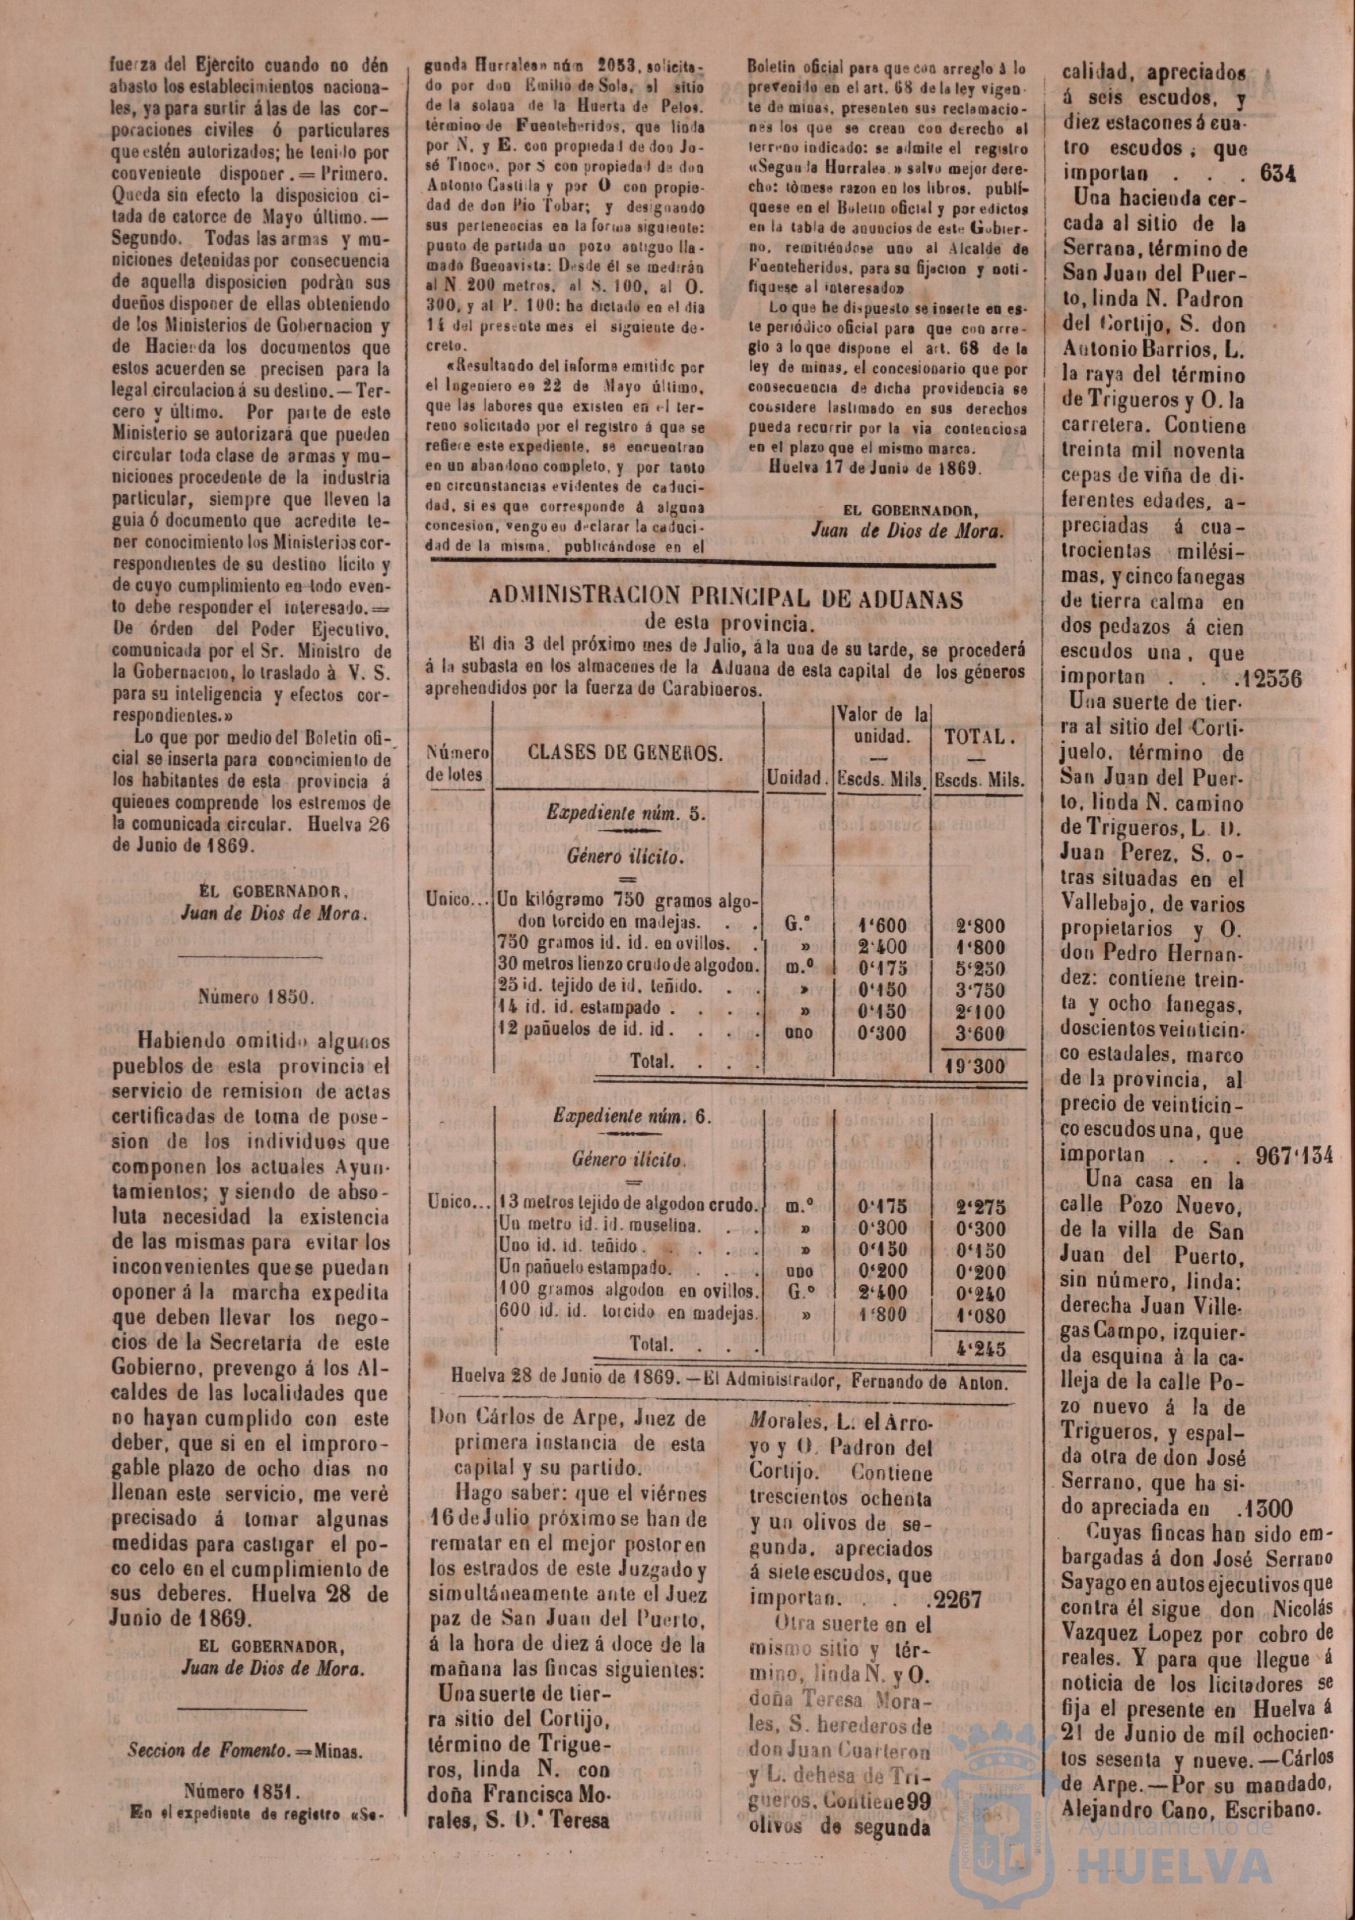 fuerza del Ejército cuando no dén
abasto los establecimientos naciona-
les, ya para surtir á las de las cor-
poraciones civiles ó particulares
que estén autorizados; he tenido por
conveniente disponer.=Primero.
Queda sin efecto la disposicion ci-
tada de catorce de Mayo último.—
Segundo. Todas las armas y mu-
niciones detenidas por consecuencia
de aquella disposicion podràn sus
dueños disponer de ellas obteniendo
de los Ministerios de Gobernacion y
de Hacienda los documentos que
estos acuerden se precisen para la
legal circulacion á su destino.—Ter-
cero y último. Por parte de este
Ministerio se autorizará que pueden
circular toda clase de armas y mu-
niciones procedente de la industria
particular, siempre que lleven la
guia ó documento que acredite te-
ner conocimiento los Ministerios cor-
respondientes de su destino lícito y
de cuyo cumplimiento en todo even-
to debe responder el interesado.=
De órden del Poder Ejecutivo,
comunicada por el Sr. Ministro de
la Gobernacion, lo traslado à V. S.
para su inteligencia y efectos cor-
respondientes.»
Lo que por medio del Boletin ofi-
cial se inserta para conocimiento de
los habitantes de esta provincia á
quienes comprende los estremos de
la comunicada circular. Huelva 26
de Junio de 1869.
EL GOBERNADOR,
Juan de Dios de Mora.
Número 1850.
Habiendo omitido algunos
pueblos de esta provincia el
servicio de remision de actas
certificadas de toma de pose-
sion de los individuos que
componen los actuales Ayun-
tamientos; y siendo de abso-
luta necesidad la existencia
de las mismas para evitar los
inconvenientes que se puedan
oponer á la marcha expedita
que deben llevar los nego-
cios de la Secretaría de este
Gobierno, prevengo á los Al-
caldes de las localidades que
no hayan cumplido con este
deber, que si en el improro-
gable plazo de ocho dias no
llenan este servicio, me veré
precisado á tomar algunas
medidas para castigar el po-
co celo en el cumplimiento de
sus deberes. Huelva 28 de
Junio de 1869.
EL GOBERNADOR,
Juan de Dios de Mora.
Seccion de Fomento.=Minas.
Número 1851.
En el expediente de registro «Se-
gunda Hurralea» núm 2053, solicita-
do por don Emilio de Sola, al sitio
de la solana de la Huerta de Pelos.
término de Fuenteheridos, que linda
por N, y E. con propiedad de don Jo-
sé Tinoco, por S con propiedad de don
Antonio Castilla y por O con propie-
dad de don Pio Tobar; y designando
sus pertenencias en la forma siguiente:
punto de partida un pozo antiguo lla-
mado Buenavista: Desde él se medirán
al N 200 metros, al S. 100, al O.
300, y al P. 100: he dictado en el dia
14 del presente mes el siguiente de-
creto.
«Resultando del informe emitido por
el Ingeniero en 22 de Mayo último,
que las labores que existen en el ter-
reno solicitado por el registro á que se
refiere este expediente, se encuentran
en un abandono completo, y por tanto
en circunstancias evidentes de caduci-
dad, si es que corresponde á alguna
concesion, vengo en declarar la caduci-
dad de la misma, publicándose en el
Boletin oficial para que con arreglo á lo
prevenido en el art. 68 de la ley vigen-
te de minas, presenten sus reclamacio-
nes los que se crean con derecho al
terreno indicado: se admite el registro
«Segunda Hurralea.» salvo mejor dere-
cho: tómese razon en los libros, publí-
quese en el Boletin oficial y por edictos
en la tabla de anuncios de este Gobier-
no, remitiéndose uno al Alcalde de
Fuenteheridos, para su fijacion y noti-
fiquese al interesado»
Lo que he dispuesto se inserte en es-
te periódico oficial para que con arre-
glo a lo que dispone el art. 68 de la
ley de minas, el concesionario que por
consecuencia de dicha providencia se
considere lastimado en sus derechos
pueda recurrir por la via contenciosa
en el plazo que el mismo marca.
Huelva 17 de Junio de 1869.
EL GOBERNADOR,
Juan de Dios de Mora.
ADMINISTRACION PRINCIPAL DE ADUANAS
de esta provincia.
El dia 3 del próximo mes de Julio, á la una de su tarde, se procederá
á la subasta en los almacenes de la Aduana de esta capital de los géneros
aprehendidos por la fuerza de Carabineros.
Número de lotes | CLASES DE GENEROS. | Unidad. | Valor de la unidad. — Escds. Mils. | TOTAL. — Escds. Mils.
Expediente núm. 5.
Género ilícito.
Unico... Un kilógramo 750 gramos algo-
don torcido en madejas. . . G.º 1‘600 2‘800
750 gramos id. id. en ovillos. . » 2‘400 1‘800
30 metros lienzo crudo de algodon. m.º 0‘175 5‘250
25 id. tejido de id. teñido. . . » 0‘150 3‘750
14 id. id. estampado . . . . » 0‘150 2‘100
12 pañuelos de id. id . . . . uno 0‘300 3‘600
Total. . . . 19‘300
Expediente núm. 6.
Género ilícito.
Unico... 13 metros tejido de algodon crudo. m.º 0‘175 2‘275
Un metro id. id. muselina. . . » 0‘300 0‘300
Uno id. id. teñido . . . . . » 0‘150 0‘150
Un pañuelo estampado. . . . uno 0‘200 0‘200
100 gramos algodon en ovillos. G.º 2‘400 0‘240
600 id. id. torcido en madejas. » 1‘800 1‘080
Total. . . . 4‘245
Huelva 28 de Junio de 1869.—El Administrador, Fernando de Anton.
Don Cárlos de Arpe, Juez de
primera instancia de esta
capital y su partido.
Hago saber: que el viérnes
16 de Julio próximo se han de
rematar en el mejor postor en
los estrados de este Juzgado y
simultáneamente ante el Juez
paz de San Juan del Puerto,
á la hora de diez á doce de la
mañana las fincas siguientes:
Una suerte de tier-
ra sitio del Cortijo,
término de Trigue-
ros, linda N. con
doña Francisca Mo-
rales, S. D.ª Teresa
Morales, L. el Arro-
yo y O. Padron del
Cortijo. Contiene
trescientos ochenta
y un olivos de se-
gunda, apreciados
á siete escudos, que
importan. . . .2267
Otra suerte en el
mismo sitio y tér-
mino, linda N. y O.
doña Teresa Mora-
les, S. herederos de
don Juan Cuarteron
y L. dehesa de Tri-
gueros. Contiene 99
olivos de segunda
calidad, apreciados
á seis escudos, y
diez estacones á cua-
tro escudos, que
importan . . . 634
Una hacienda cer-
cada al sitio de la
Serrana, término de
San Juan del Puer-
to, linda N. Padron
del Cortijo, S. don
Antonio Barrios, L.
la raya del término
de Trigueros y O. la
carretera. Contiene
treinta mil noventa
cepas de viña de di-
ferentes edades, a-
preciadas á cua-
trocientas milési-
mas, y cinco fanegas
de tierra calma en
dos pedazos á cien
escudos una, que
importan . . .12536
Una suerte de tier-
ra al sitio del Corti-
juelo, término de
San Juan del Puer-
to, linda N. camino
de Trigueros, L. D.
Juan Perez, S. o-
tras situadas en el
Vallebajo, de varios
propietarios y O.
don Pedro Hernan-
dez: contiene trein-
ta y ocho fanegas,
doscientos veinticin-
co estadales, marco
de la provincia, al
precio de veinticin-
co escudos una, que
importan . . . 967‘134
Una casa en la
calle Pozo Nuevo,
de la villa de San
Juan del Puerto,
sin número, linda:
derecha Juan Ville-
gas Campo, izquier-
da esquina à la ca-
lleja de la calle Po-
zo nuevo á la de
Trigueros, y espal-
da otra de don José
Serrano, que ha si-
do apreciada en .1300
Cuyas fincas han sido em-
bargadas á don José Serrano
Sayago en autos ejecutivos que
contra él sigue don Nicolás
Vazquez Lopez por cobro de
reales. Y para que llegue á
noticia de los licitadores se
fija el presente en Huelva á
21 de Junio de mil ochocien-
tos sesenta y nueve.—Cárlos
de Arpe.—Por su mandado,
Alejandro Cano, Escribano.
Ayuntamiento de
HUELVA